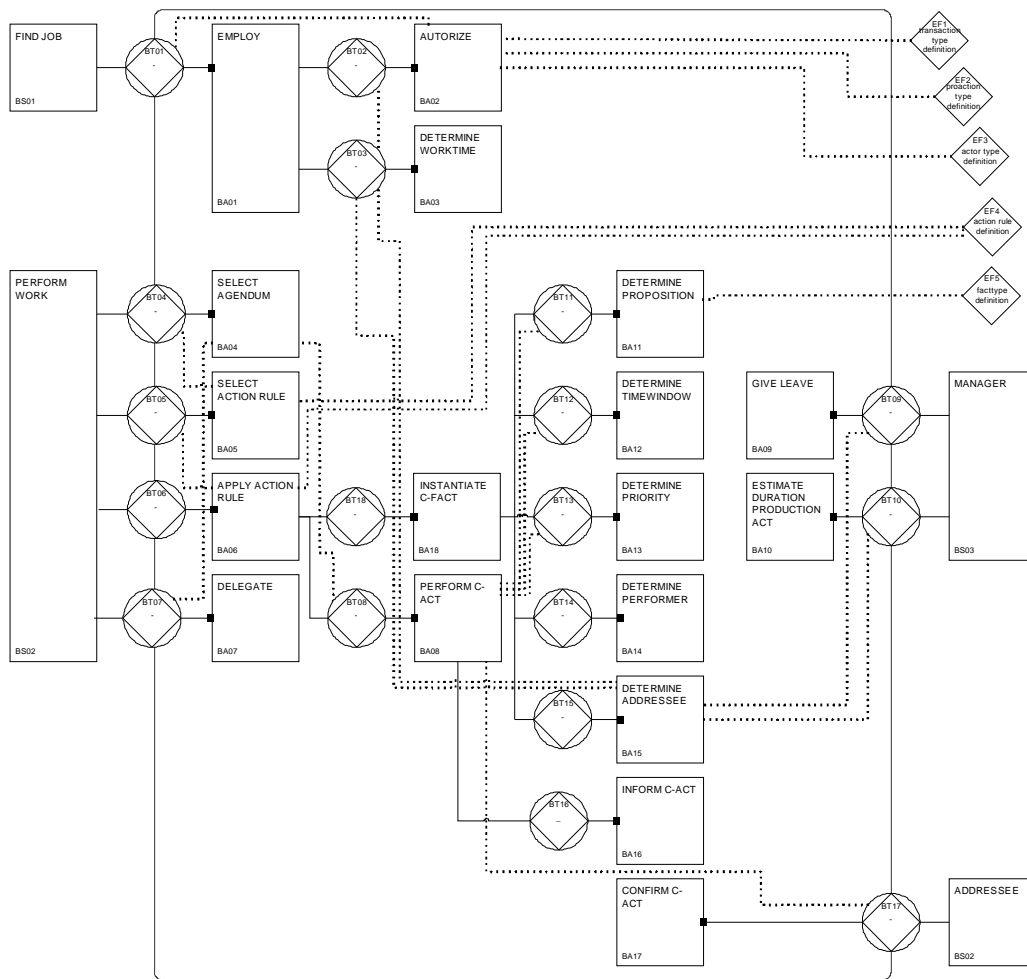 FIND JOB
BS01
BT01
-
EMPLOY
BA01
BT02
-
AUTORIZE
BA02
BT03
-
DETERMINE
WORKTIME
BA03
EF1
transaction
type
definition
EF2
proaction
type
definition
EF3
actor type
definition
EF4
action rule
definition
EF5
facttype
definition
PERFORM
WORK
BS02
BT04
-
SELECT
AGENDUM
BA04
BT05
-
SELECT
ACTION RULE
BA05
BT06
-
APPLY ACTION
RULE
BA06
BT07
-
DELEGATE
BA07
BT18
-
INSTANTIATE
C-FACT
BA18
BT08
-
PERFORM C-
ACT
BA08
BT11
-
DETERMINE
PROPOSITION
BA11
BT12
-
DETERMINE
TIMEWINDOW
BA12
BT13
-
DETERMINE
PRIORITY
BA13
BT14
-
DETERMINE
PERFORMER
BA14
BT15
-
DETERMINE
ADDRESSEE
BA15
BT16
-
INFORM C-ACT
BA16
GIVE LEAVE
BA09
BT09
-
MANAGER
BS03
ESTIMATE
DURATION
PRODUCTION
ACT
BA10
BT10
-
CONFIRM C-
ACT
BA17
BT17
-
ADDRESSEE
BS02